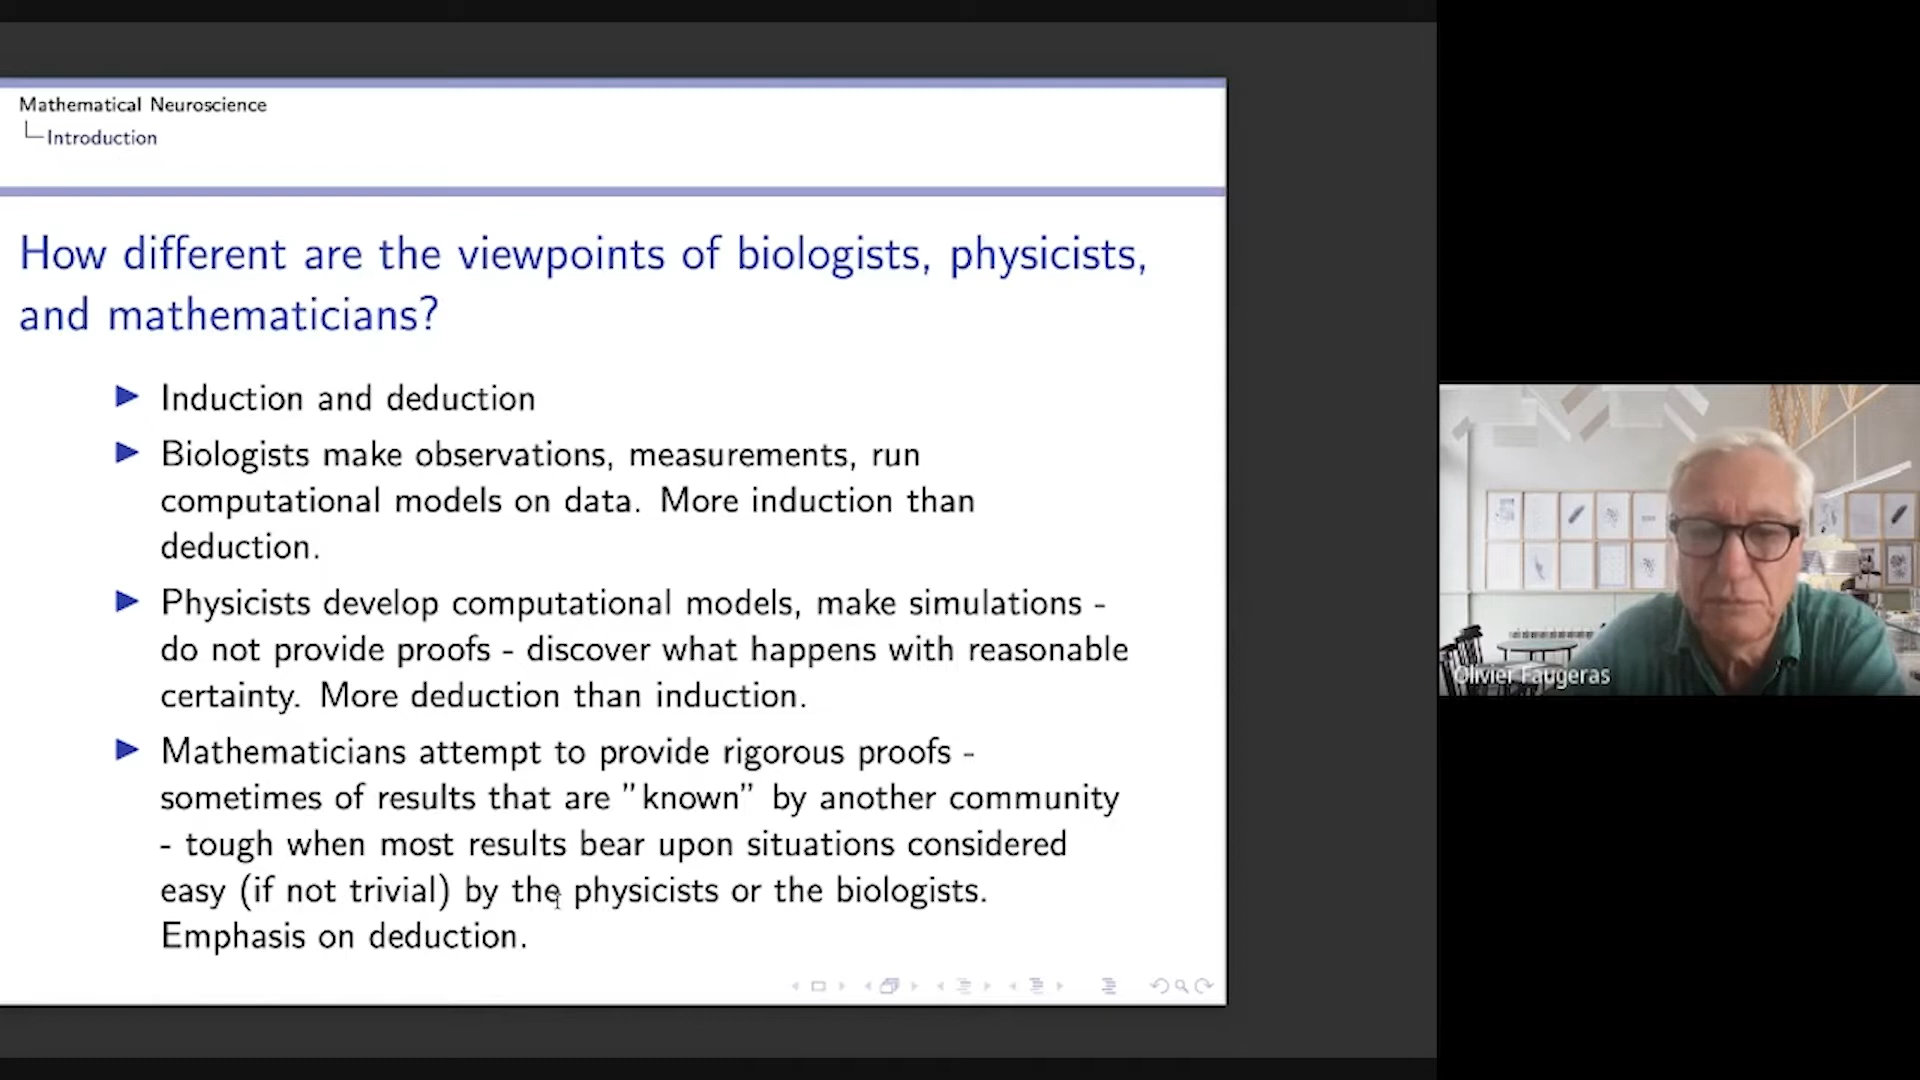 Mathematical Neuroscience
Introduction
How different are the viewpoints of biologists, physicists,
and mathematicians?
Induction and deduction
Biologists make observations, measurements, run
computational models on data. More induction than
deduction.
Physicists develop computational models, make simulations -
do not provide proofs - discover what happens with reasonable
certainty. More deduction than induction.
Mathematicians attempt to provide rigorous proofs -
sometimes of results that are "known" by another community
- tough when most results bear upon situations considered
easy (if not trivial) by the physicists or the biologists.
Emphasis on deduction.
Olivier Faugeras